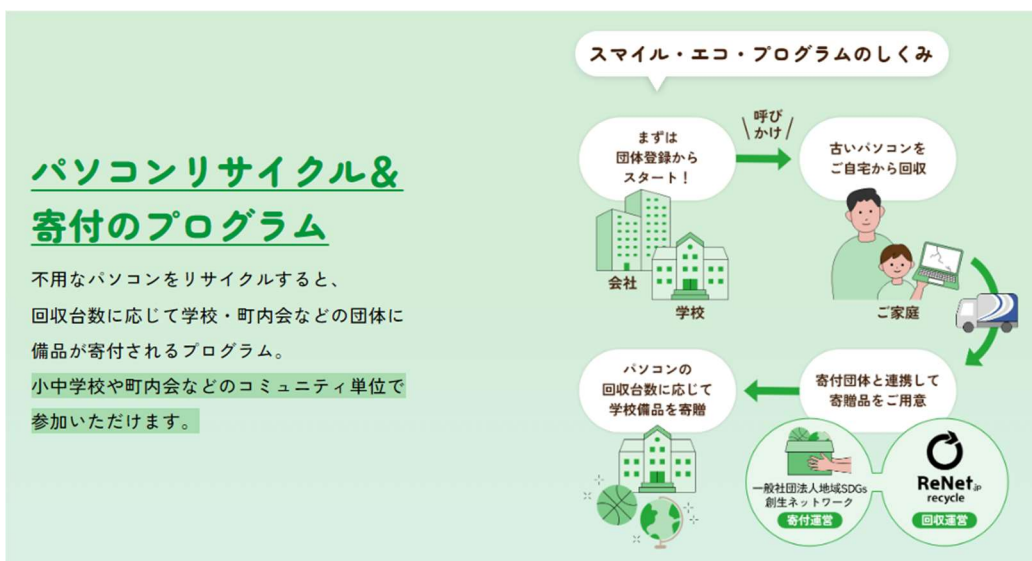 パソコンリサイクル&
寄付のプログラム
不用なパソコンをリサイクルすると、
回収台数に応じて学校・町内会などの団体に
備品が寄付されるプログラム。
小中学校や町内会などのコミュニティ単位で
参加いただけます。
スマイル・エコ・プログラムのしくみ
まずは
団体登録から
スタート!
会社
学校
呼び
かけ
古いパソコンを
ご自宅から回収
ご家庭
寄付団体と連携して
寄贈品をご用意
一般社団法人地域SDGs
創生ネットワーク
寄付運営
ReNet.jp
recycle
回収運営
パソコンの
回収台数に応じて
学校備品を寄贈